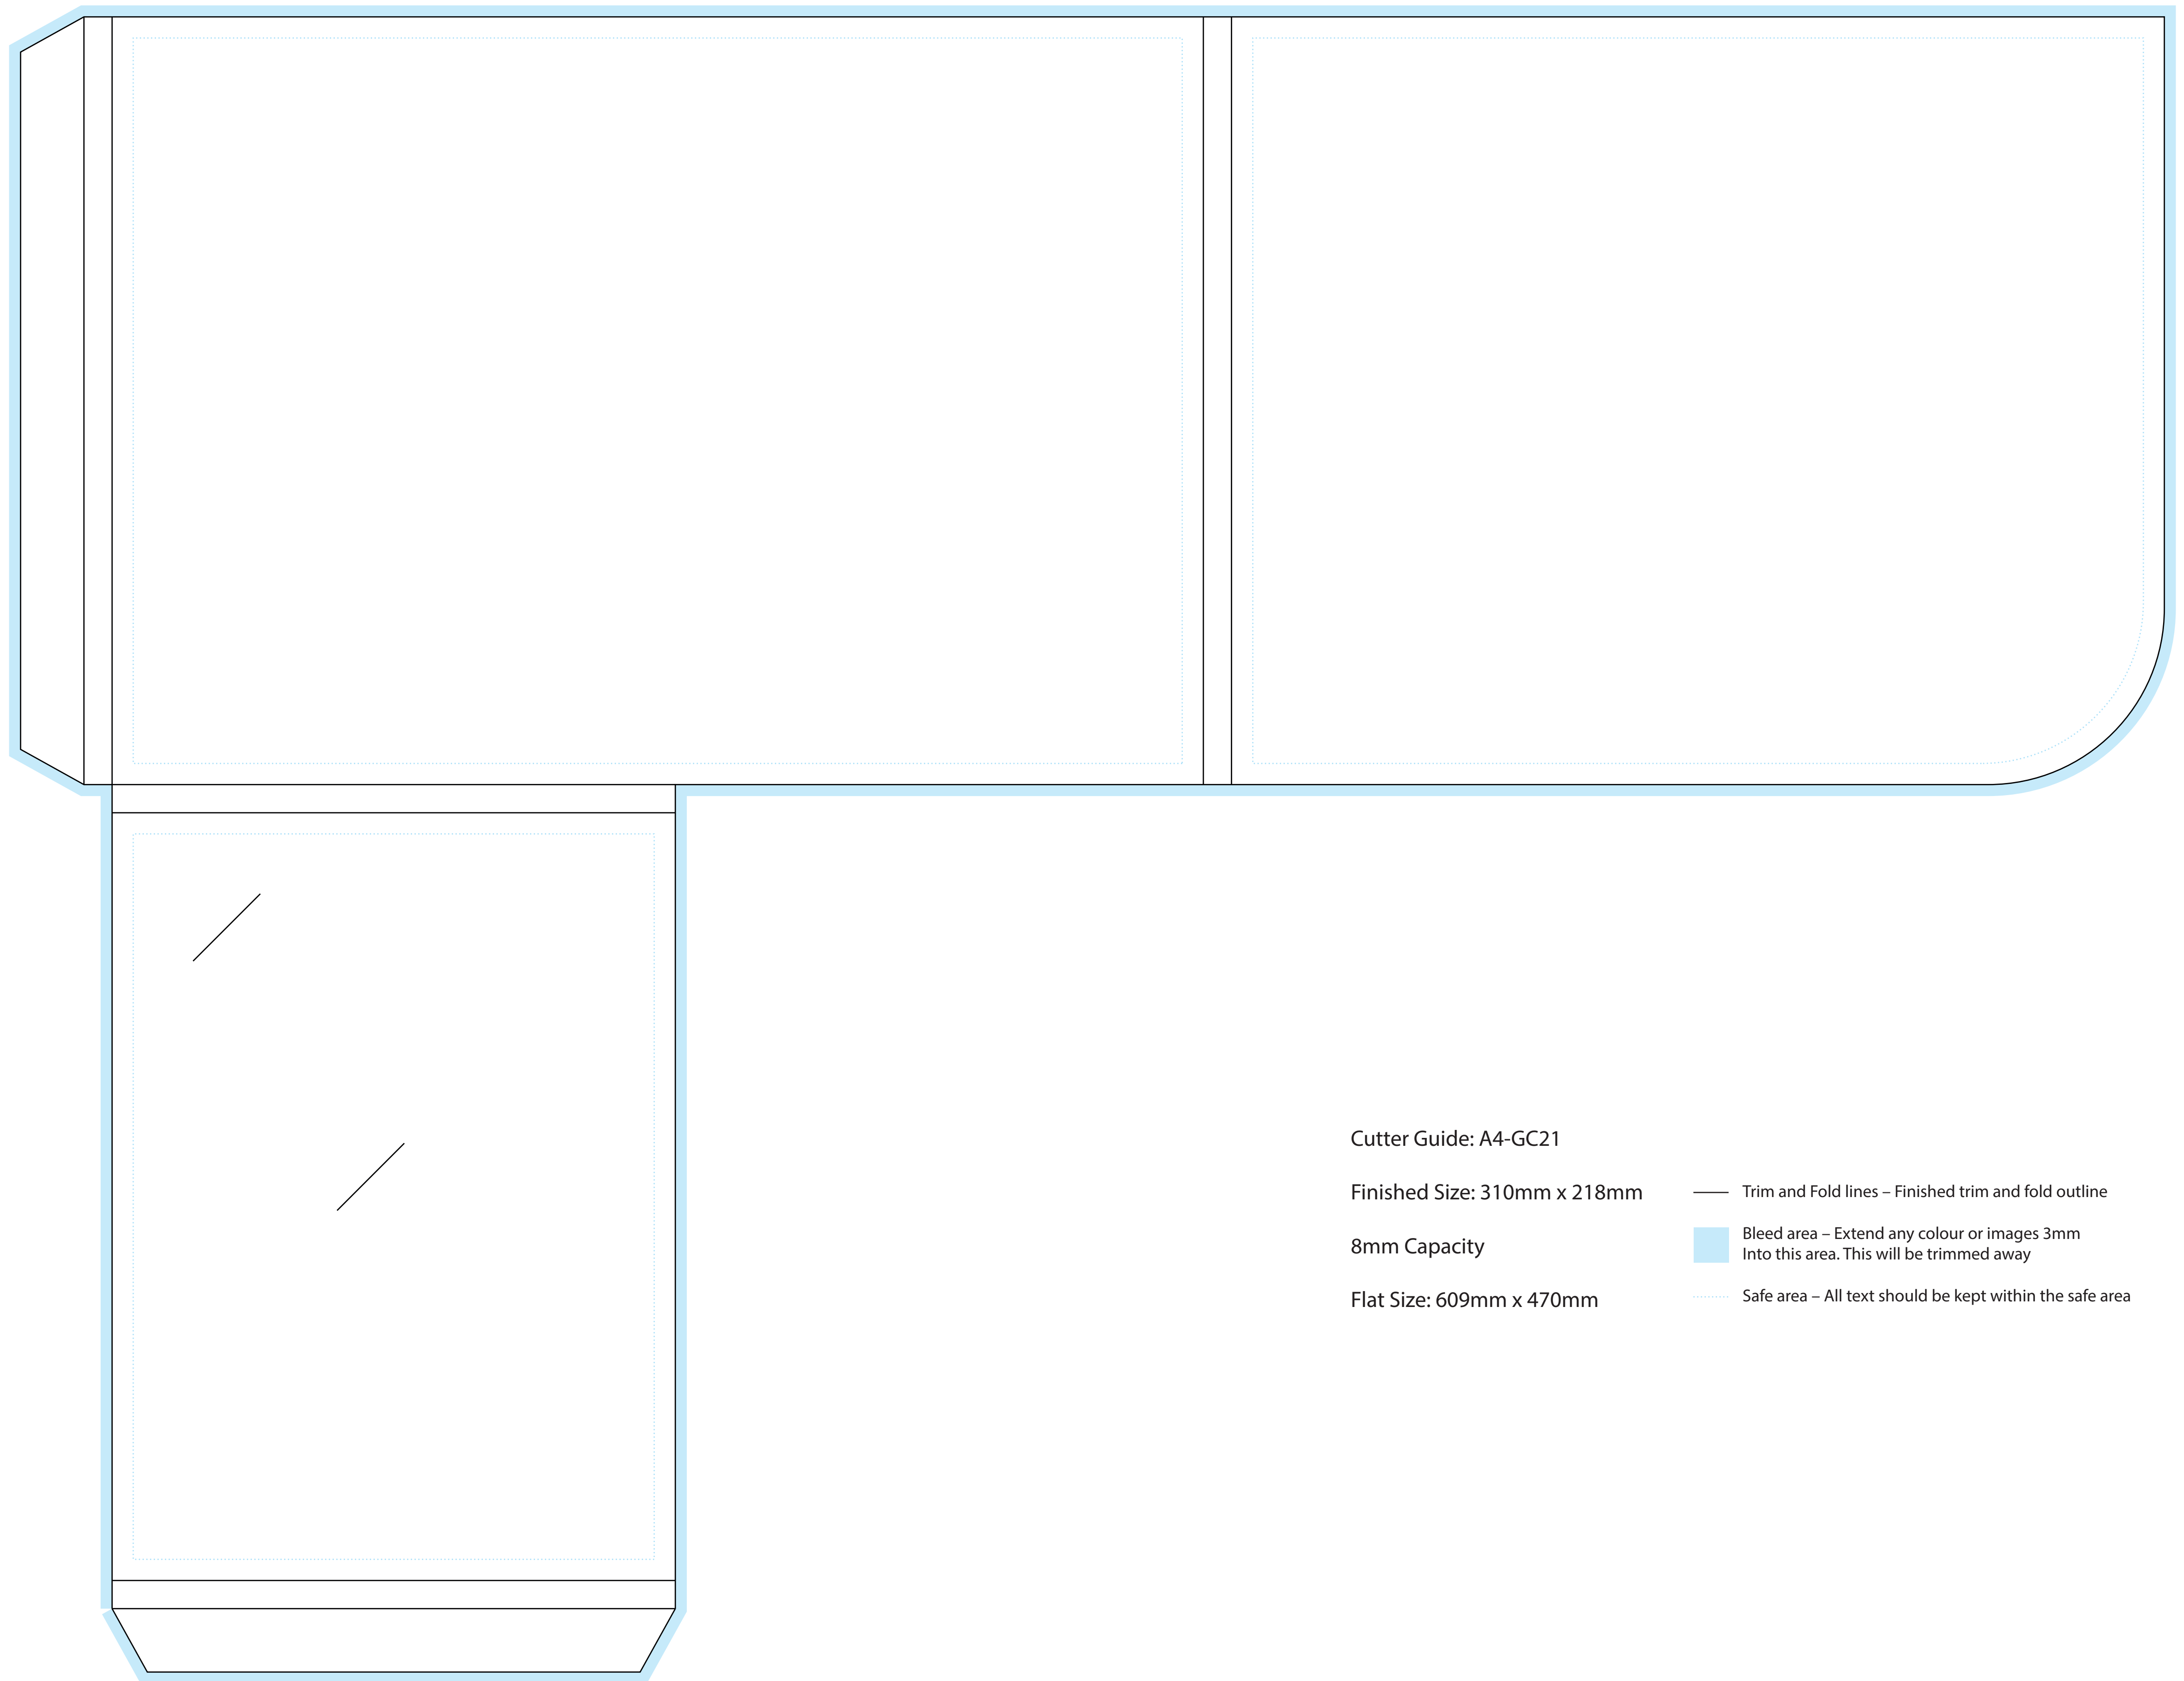 Cutter Guide: A4-GC21
Finished Size: 310mm x 218mm
8mm Capacity
Flat Size: 609mm x 470mm
Trim and Fold lines – Finished trim and fold outline
Bleed area – Extend any colour or images 3mm
Into this area. This will be trimmed away
Safe area – All text should be kept within the safe area